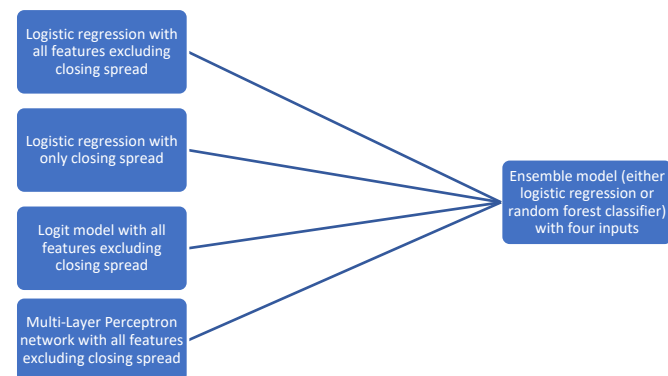 Logistic regression with
all features excluding
closing spread
Logistic regression with
only closing spread
Logit model with all
features excluding
closing spread
Multi-Layer Perceptron
network with all features
excluding closing spread
Ensemble model (either
logistic regression or
random forest classifier)
with four inputs